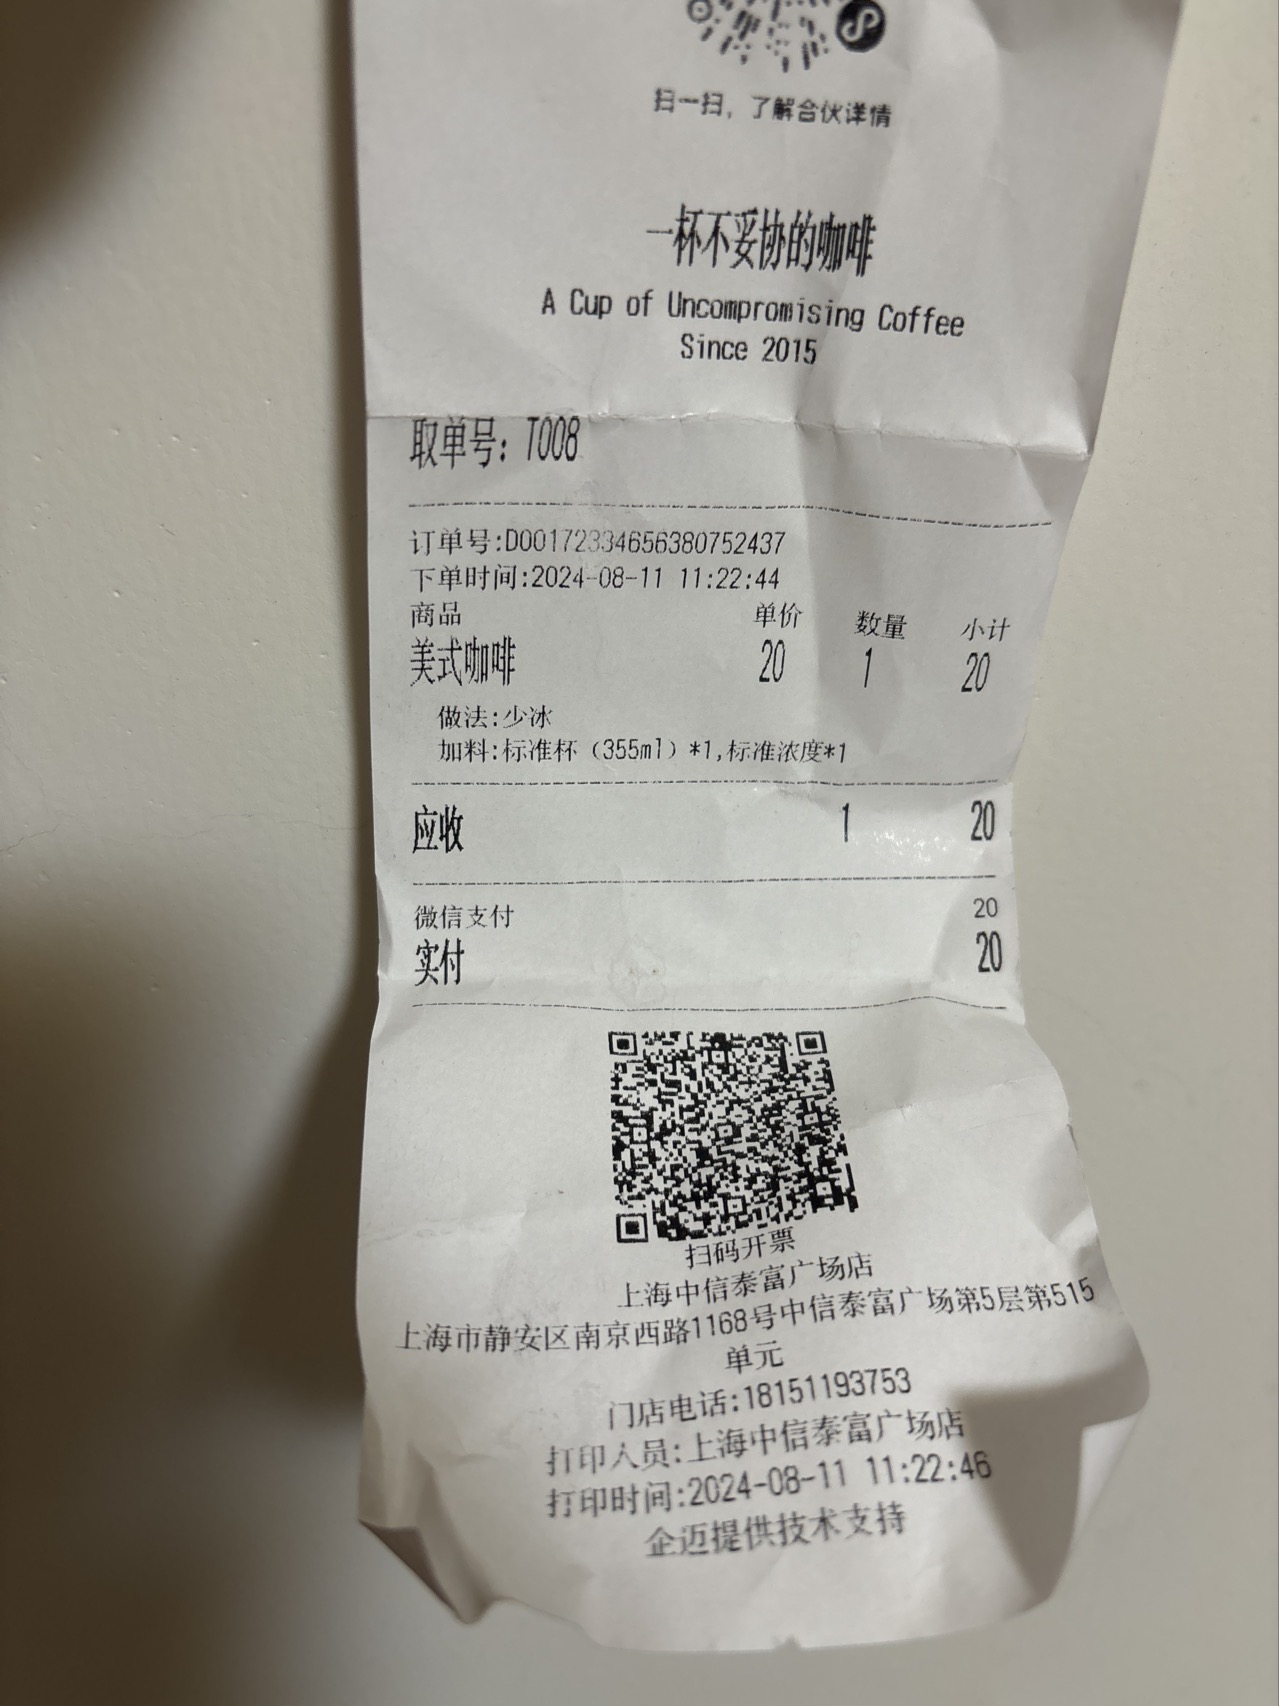 扫一扫，了解合伙详情
一杯不妥协的咖啡
A Cup of Uncompromising Coffee
Since 2015
取单号: T008
订单号:D001723346563807 52437
下单时间:2024-08-11 11:22:44
商品 单价 数量 小计
美式咖啡 20 1 20
做法:少冰
加料:标准杯（355ml）*1,标准浓度*1
应收 1 20
微信支付 20
实付 20
扫码开票
上海中信泰富广场店
上海市静安区南京西路1168号中信泰富广场第5层第515
单元
门店电话:18151193753
打印人员:上海中信泰富广场店
打印时间:2024-08-11 11:22:46
企迈提供技术支持